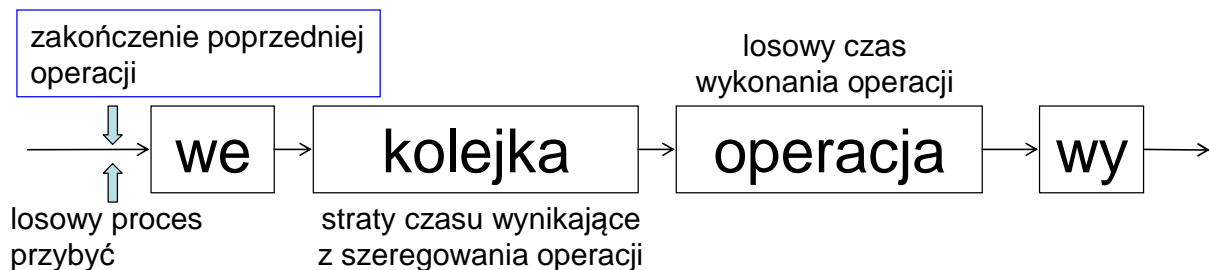 zakończenie poprzedniej
operacji
losowy czas
wykonania operacji
we
kolejka
operacja
wy
losowy proces
przybyć
straty czasu wynikające
z szeregowania operacji